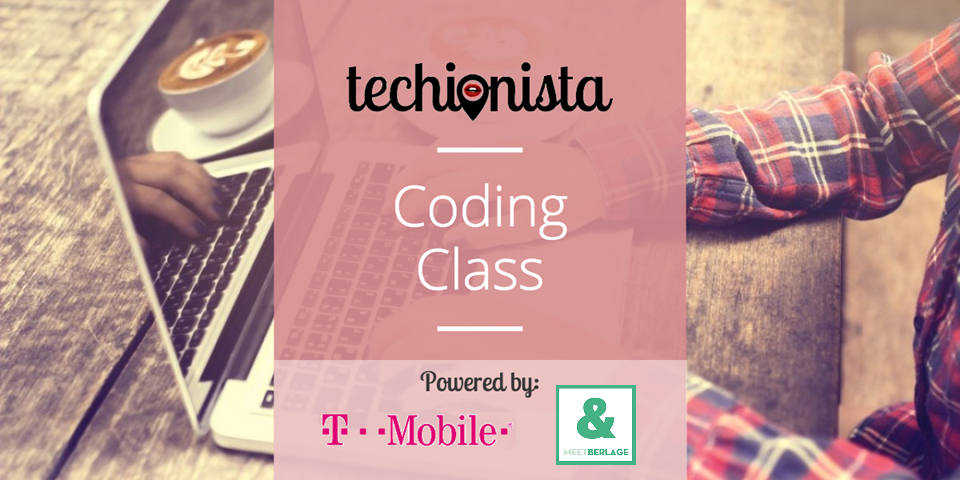 techionista
Coding
Class
Powered by:
T··Mobile·
&
MEETBERLAGE